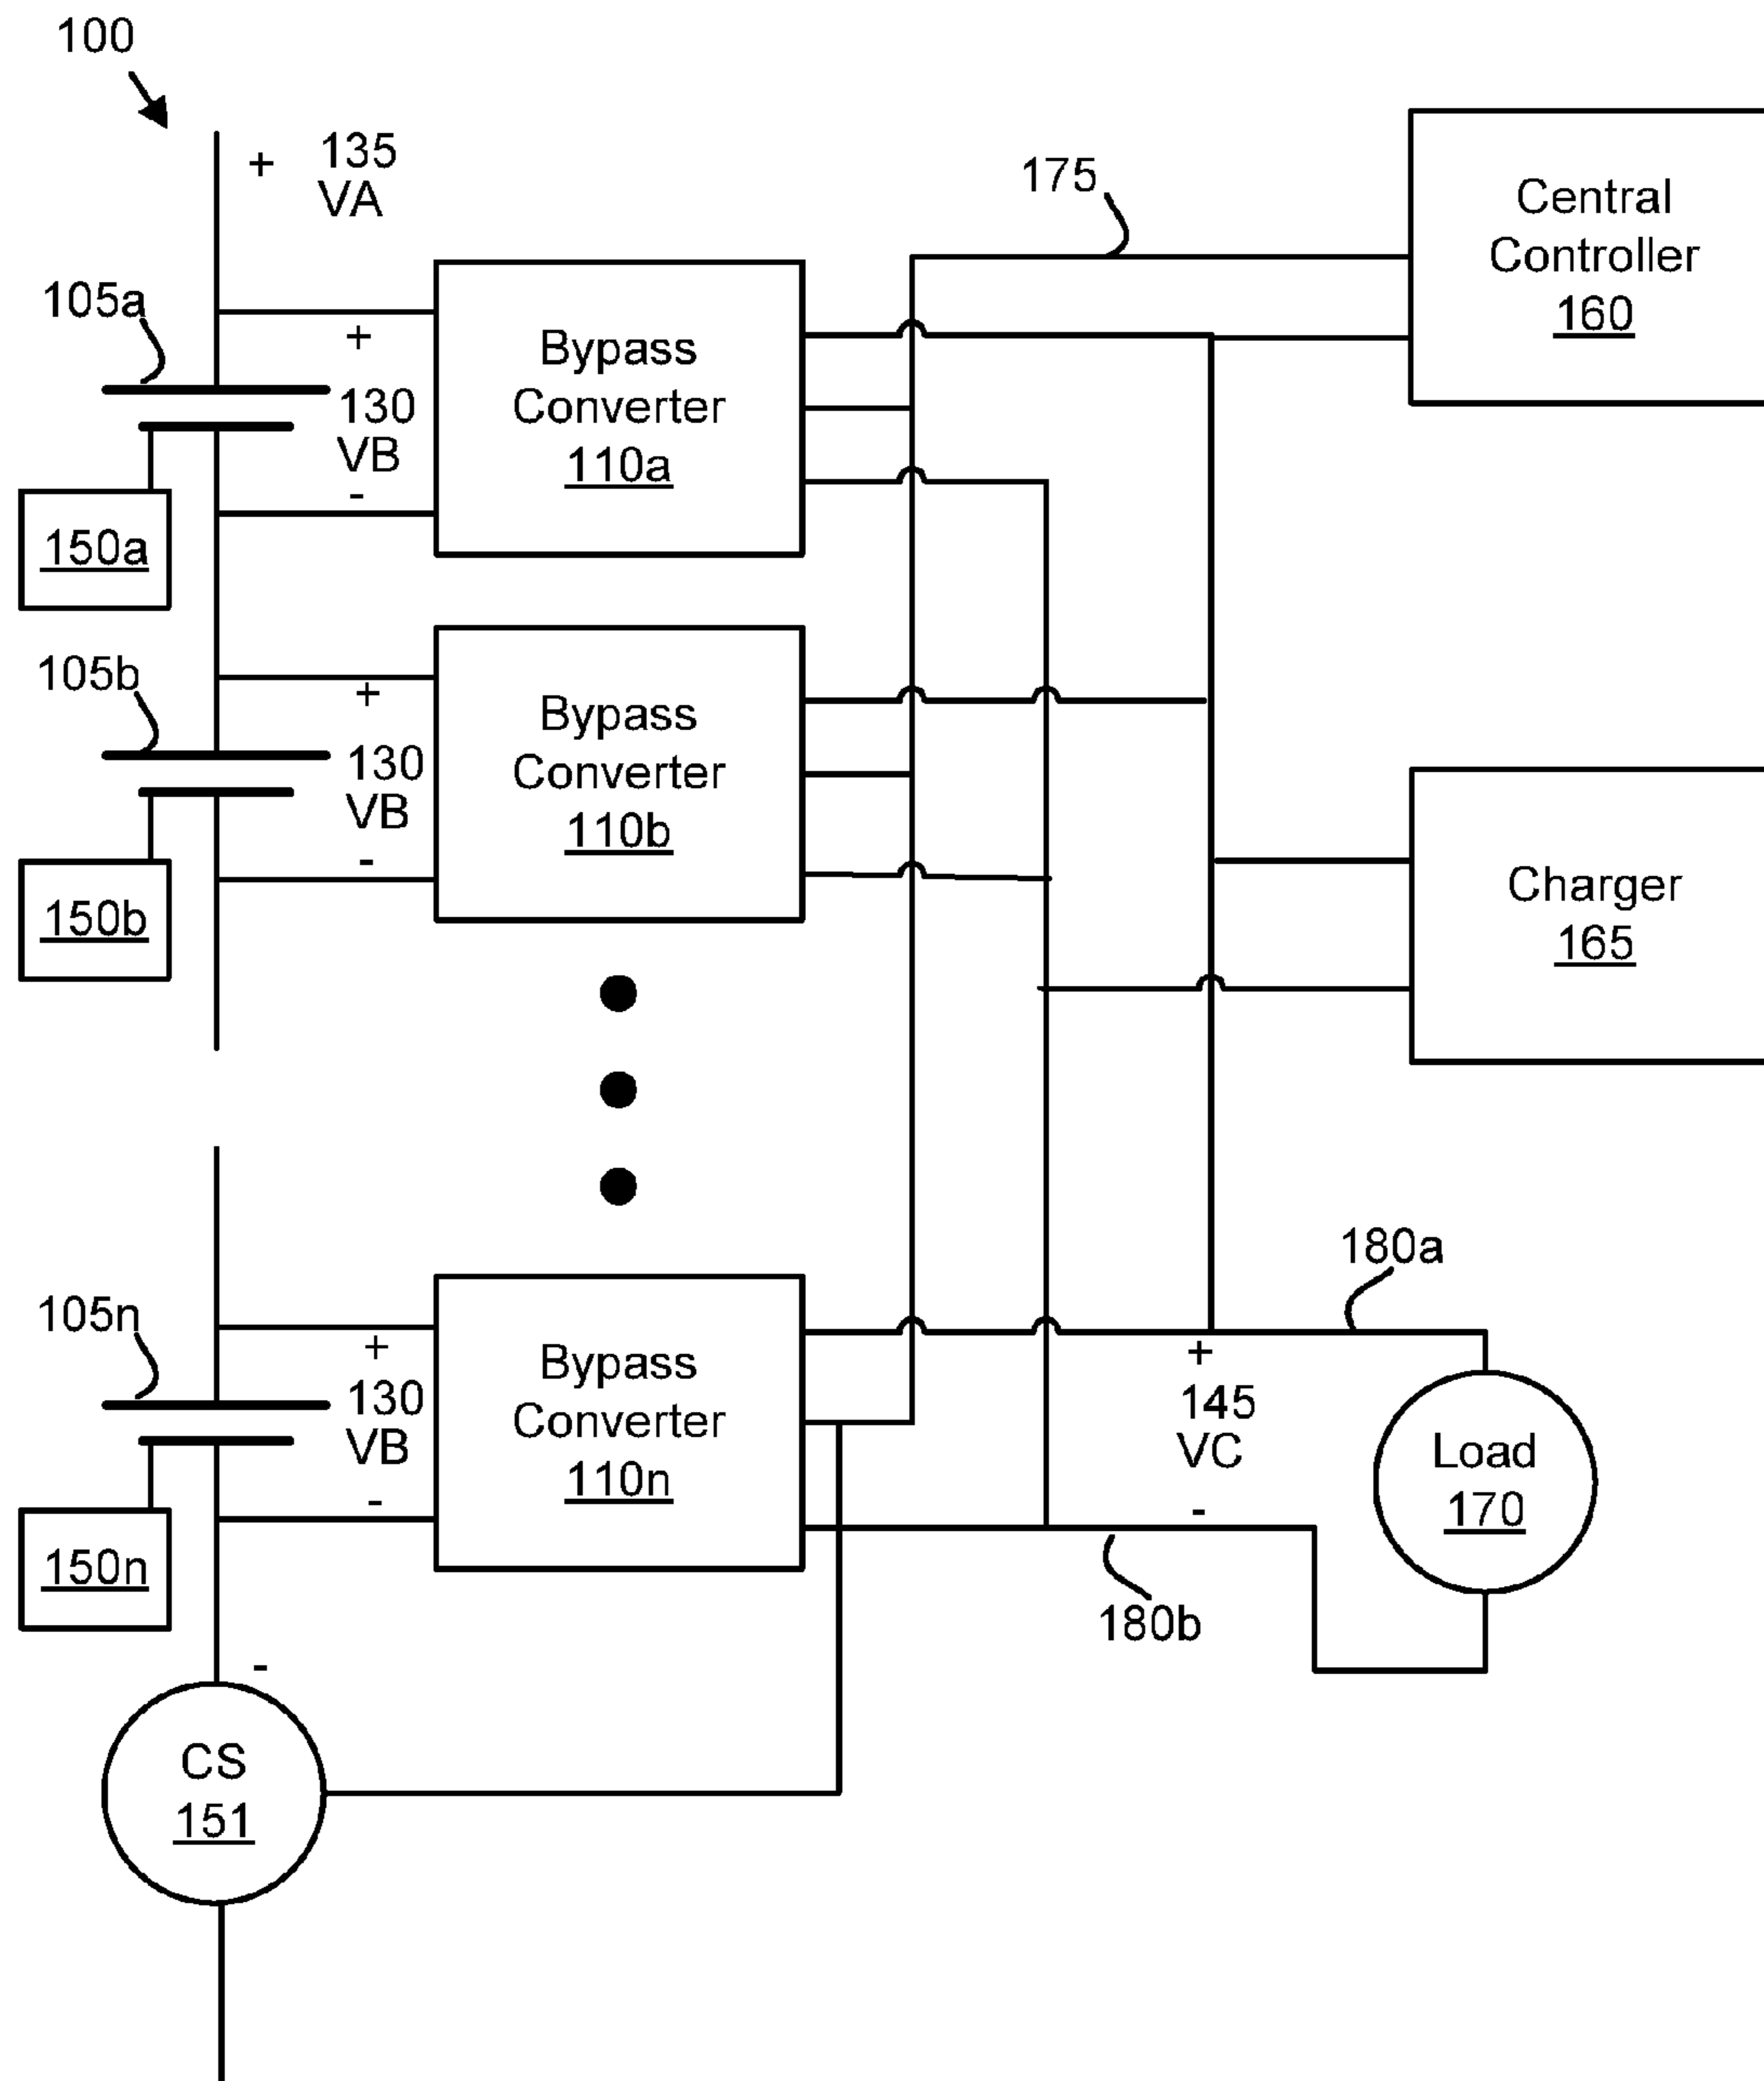 100
+ 135
VA
175
Central
Controller
160
105a
+
130
VB
-
Bypass
Converter
110a
150a
105b
+
130
VB
-
Bypass
Converter
110b
150b
Charger
165
180a
105n
+
130
VB
-
Bypass
Converter
110n
+
145
VC
-
Load
170
150n
180b
-
CS
151